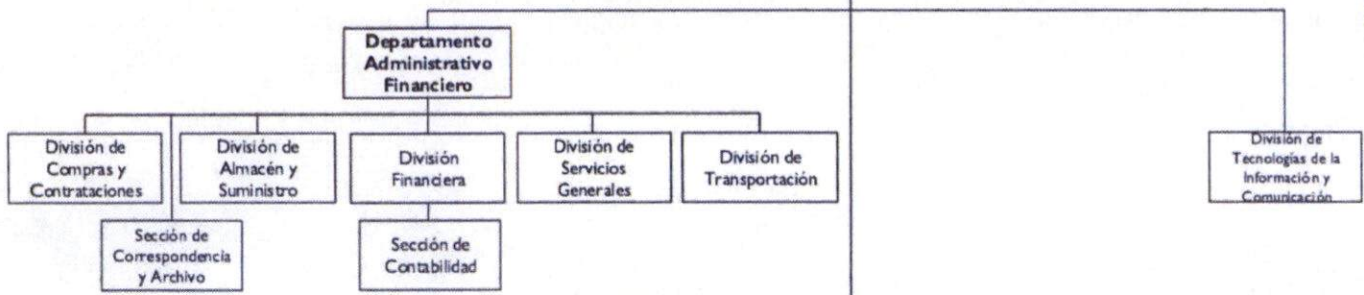 Departamento
Administrativo
Financiero
División de
Compras y
Contrataciones
División de
Almacén y
Suministro
División
Financiera
División de
Servicios
Generales
División de
Transportación
División de
Tecnologías de la
Información y
Comunicación
Sección de
Correspondencia
y Archivo
Sección de
Contabilidad